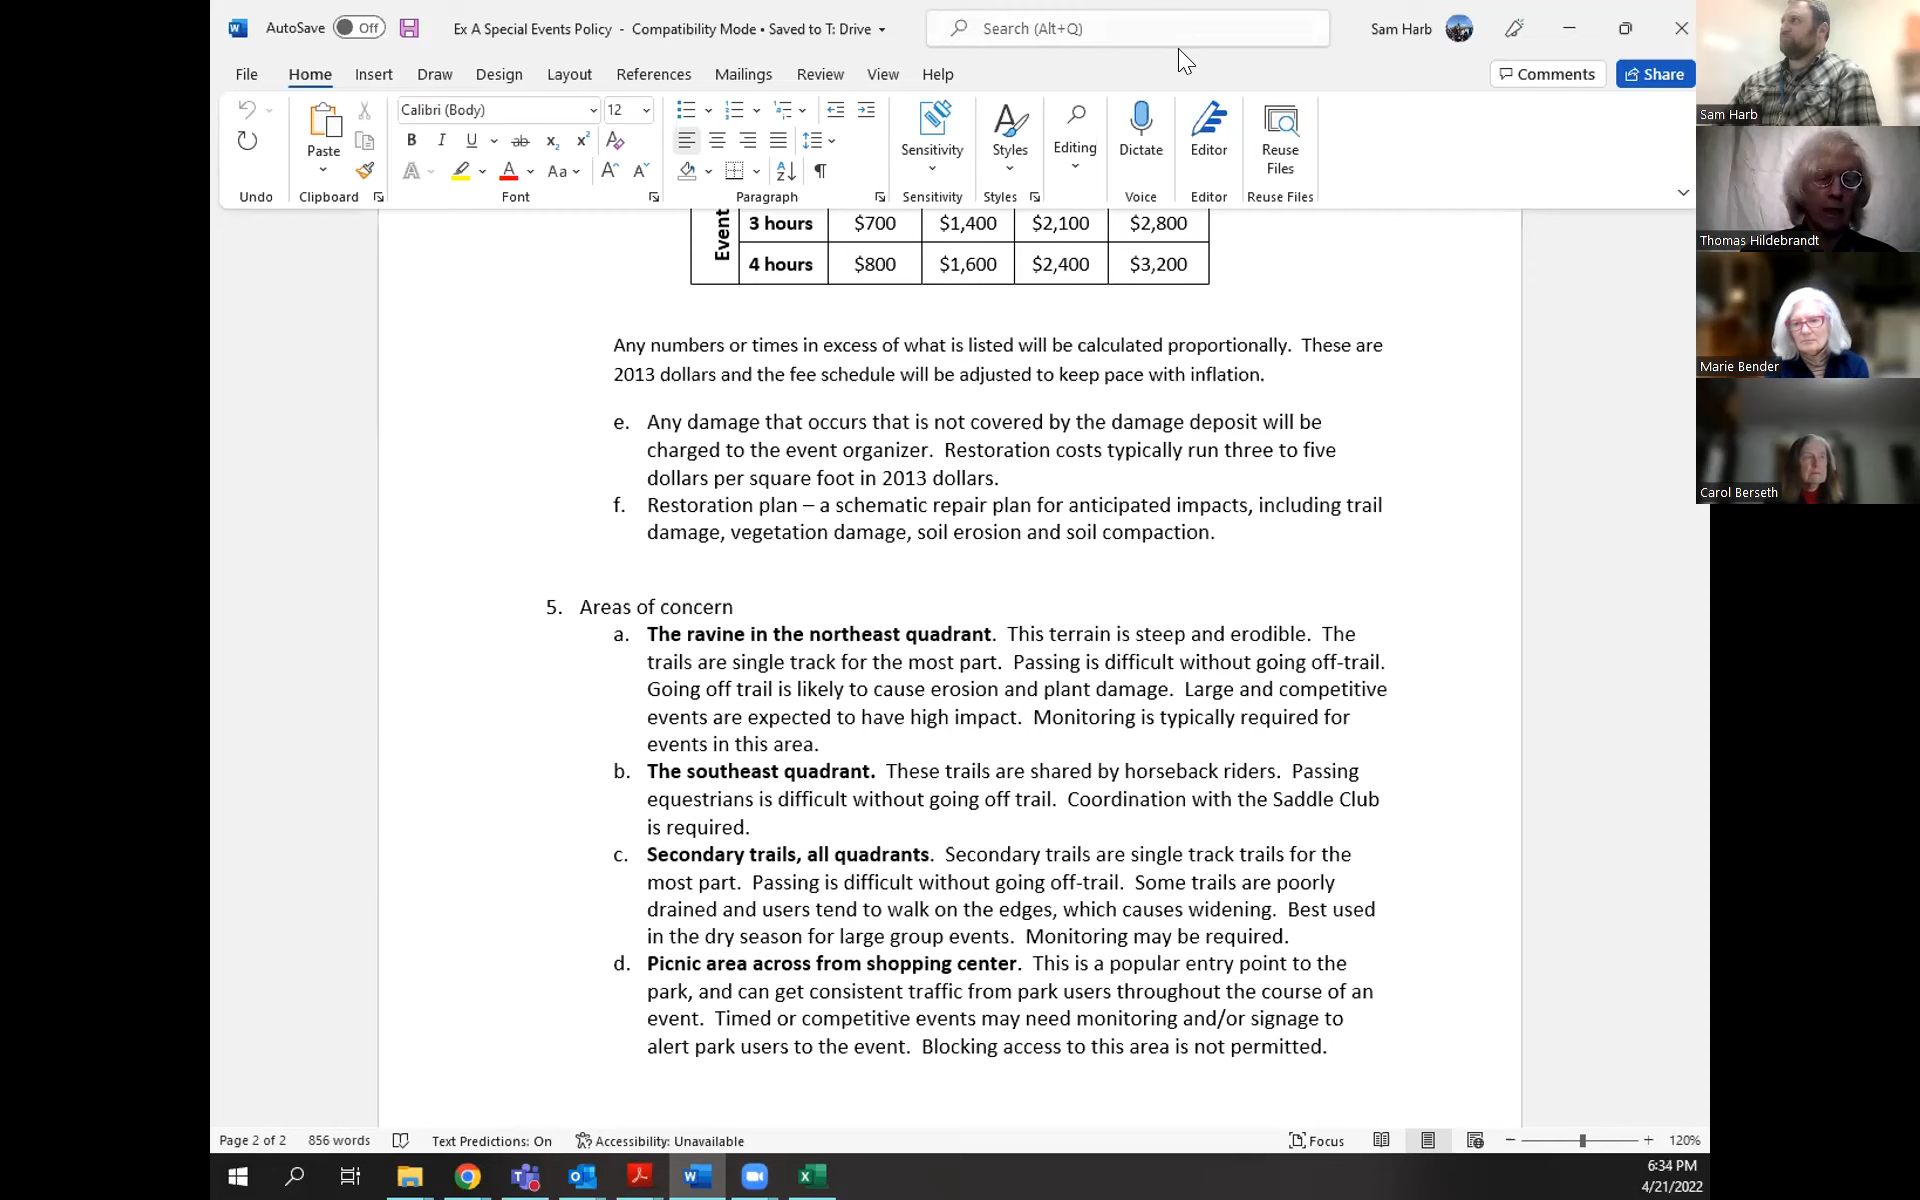 AutoSave Off Ex A Special Events Policy - Compatibility Mode • Saved to T: Drive Search (Alt+Q) Sam Harb
File Home Insert Draw Design Layout References Mailings Review View Help Comments Share
Calibri (Body) 12
Paste Sensitivity Styles Editing Dictate Editor Reuse Files
Undo Clipboard Font Paragraph Sensitivity Styles Voice Editor Reuse Files
Event
3 hours $700 $1,400 $2,100 $2,800
4 hours $800 $1,600 $2,400 $3,200
Any numbers or times in excess of what is listed will be calculated proportionally. These are
2013 dollars and the fee schedule will be adjusted to keep pace with inflation.
e. Any damage that occurs that is not covered by the damage deposit will be
charged to the event organizer. Restoration costs typically run three to five
dollars per square foot in 2013 dollars.
f. Restoration plan – a schematic repair plan for anticipated impacts, including trail
damage, vegetation damage, soil erosion and soil compaction.
5. Areas of concern
a. The ravine in the northeast quadrant. This terrain is steep and erodible. The
trails are single track for the most part. Passing is difficult without going off-trail.
Going off trail is likely to cause erosion and plant damage. Large and competitive
events are expected to have high impact. Monitoring is typically required for
events in this area.
b. The southeast quadrant. These trails are shared by horseback riders. Passing
equestrians is difficult without going off trail. Coordination with the Saddle Club
is required.
c. Secondary trails, all quadrants. Secondary trails are single track trails for the
most part. Passing is difficult without going off-trail. Some trails are poorly
drained and users tend to walk on the edges, which causes widening. Best used
in the dry season for large group events. Monitoring may be required.
d. Picnic area across from shopping center. This is a popular entry point to the
park, and can get consistent traffic from park users throughout the course of an
event. Timed or competitive events may need monitoring and/or signage to
alert park users to the event. Blocking access to this area is not permitted.
Page 2 of 2 856 words Text Predictions: On Accessibility: Unavailable Focus 120%
6:34 PM
4/21/2022
Sam Harb
Thomas Hildebrandt
Marie Bender
Carol Berseth